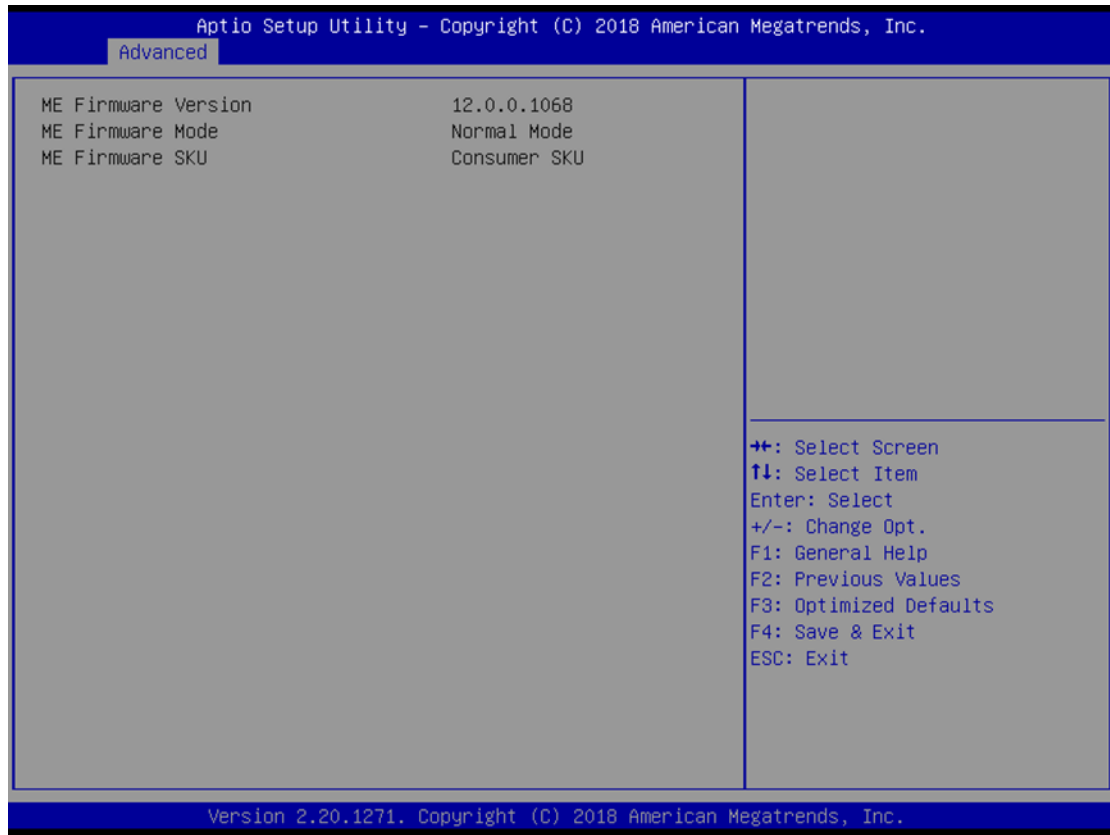 Aptio Setup Utility – Copyright (C) 2018 American Megatrends, Inc.
Advanced
ME Firmware Version 12.0.0.1068
ME Firmware Mode Normal Mode
ME Firmware SKU Consumer SKU
→←: Select Screen
↑↓: Select Item
Enter: Select
+/-: Change Opt.
F1: General Help
F2: Previous Values
F3: Optimized Defaults
F4: Save & Exit
ESC: Exit
Version 2.20.1271. Copyright (C) 2018 American Megatrends, Inc.